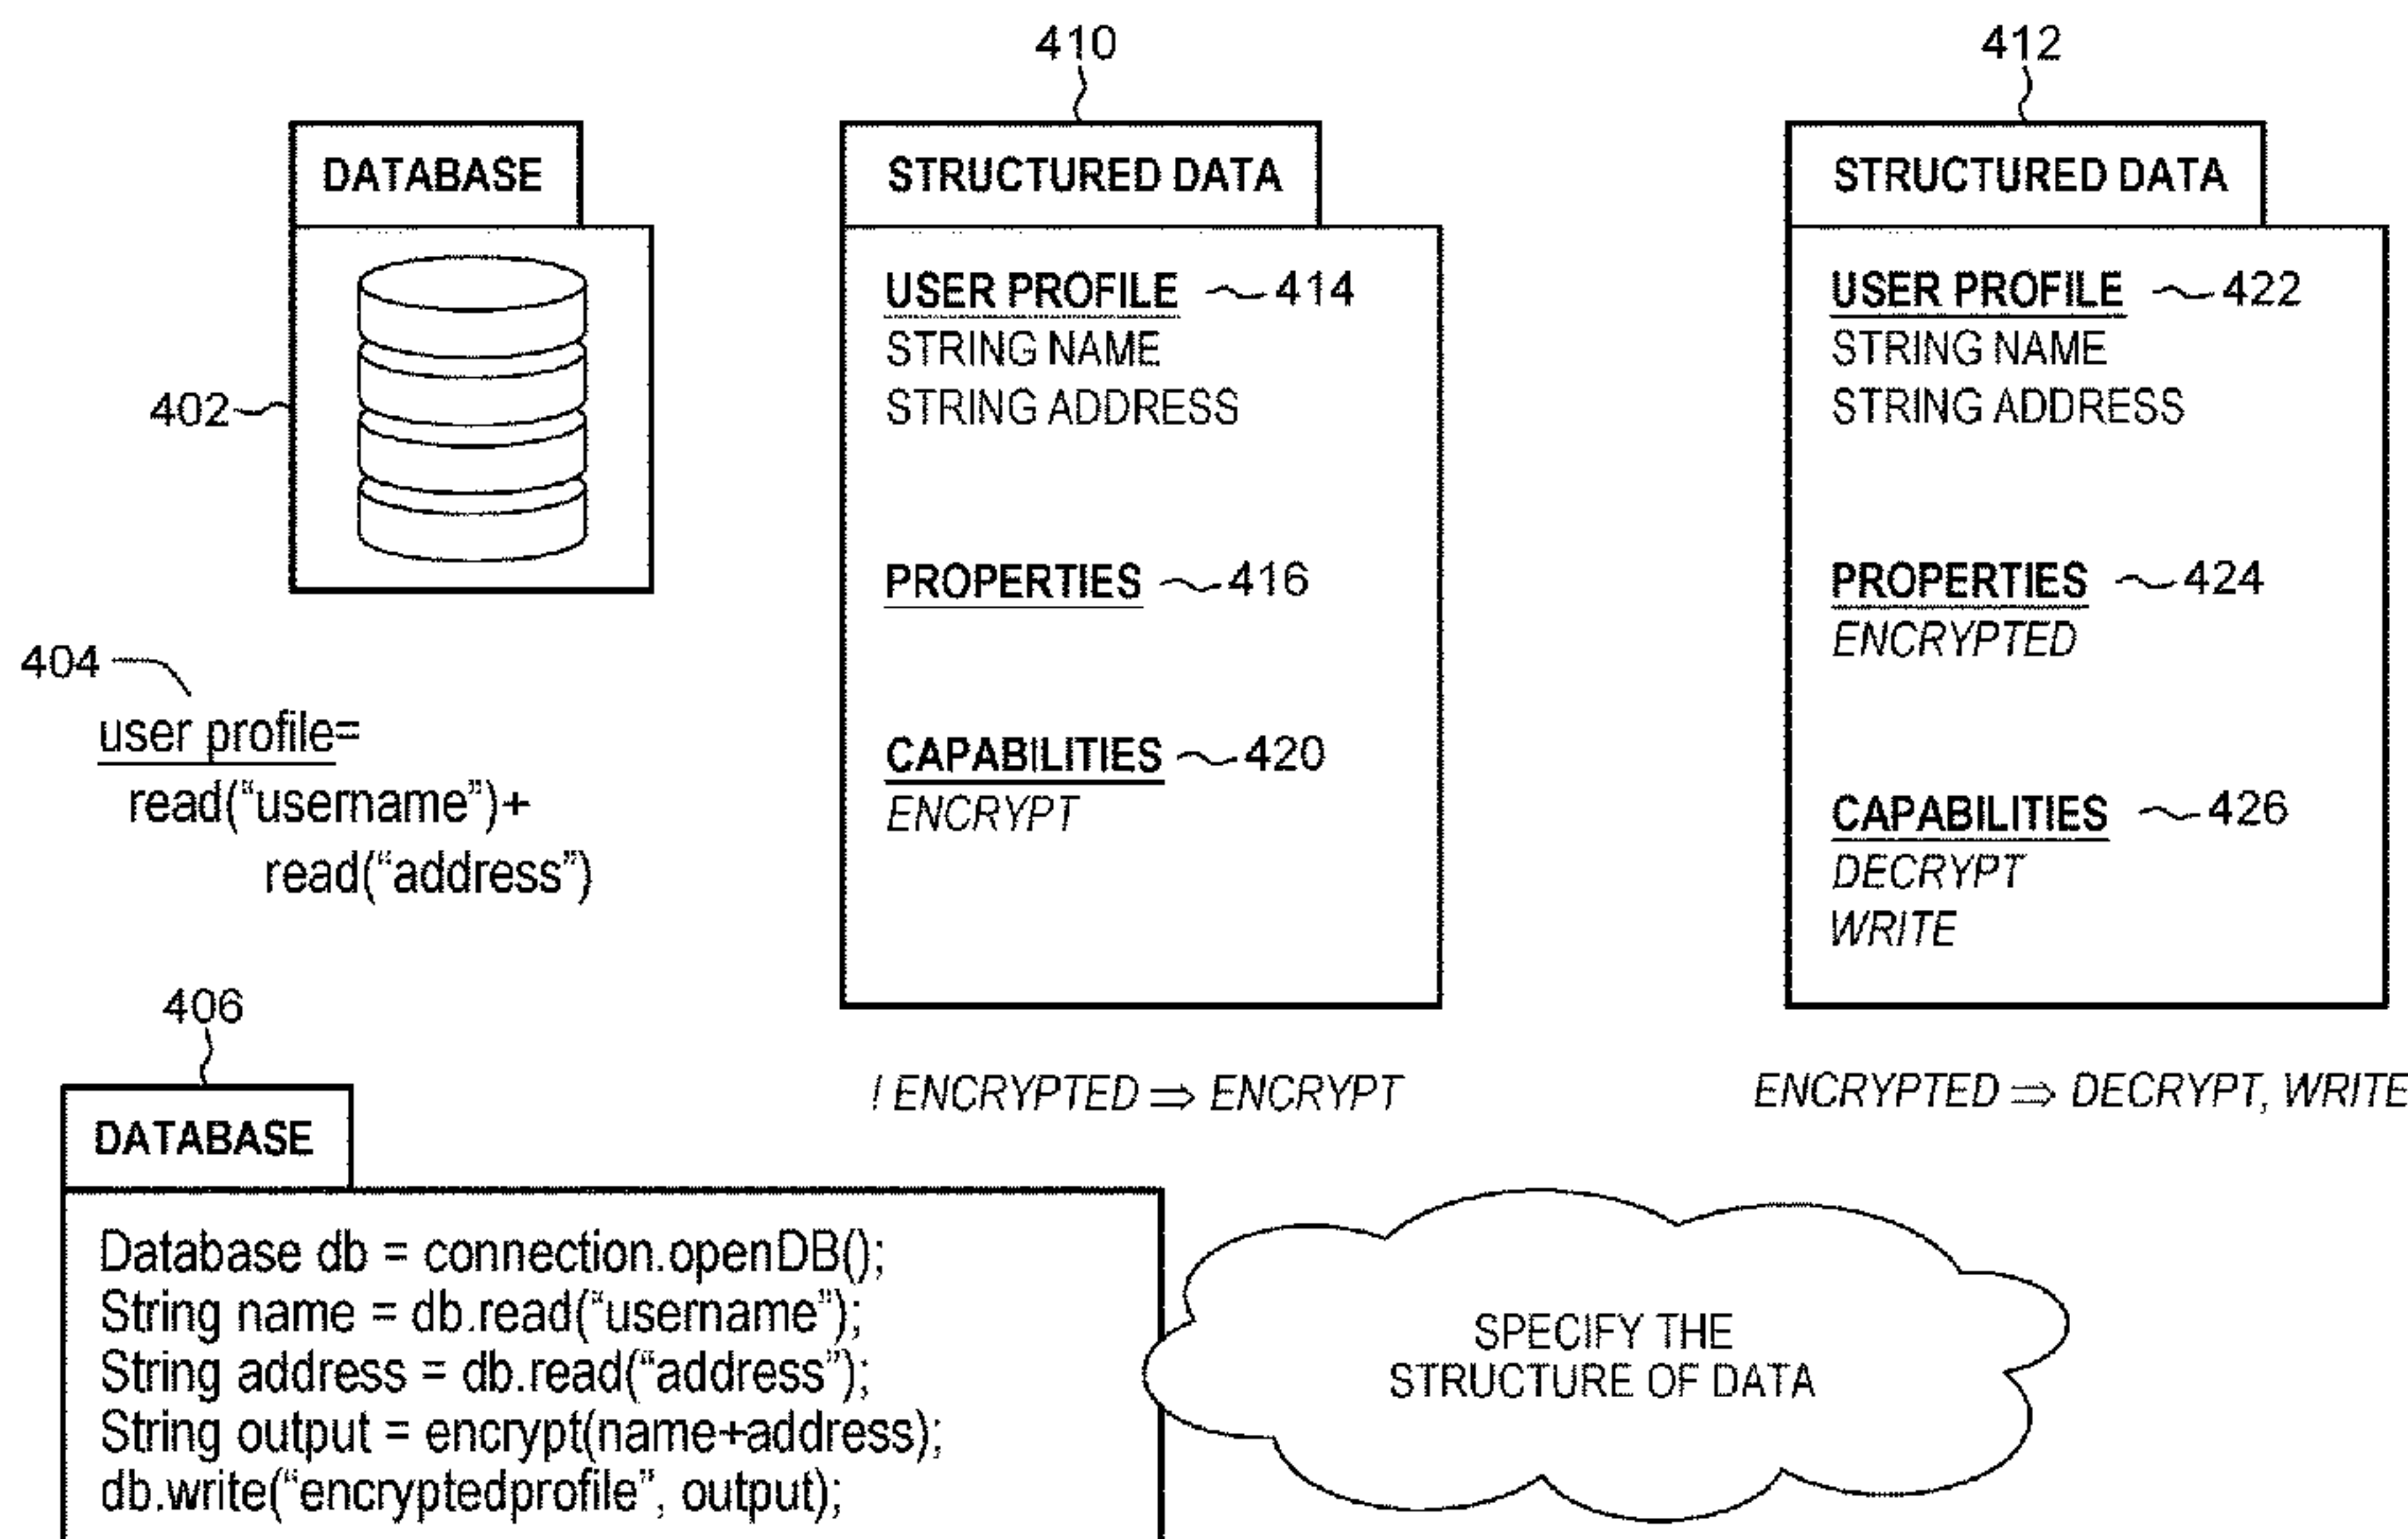 410
412
DATABASE
STRUCTURED DATA
STRUCTURED DATA
402
USER PROFILE 414
STRING NAME
STRING ADDRESS
PROPERTIES 416
CAPABILITIES 420
ENCRYPT
USER PROFILE 422
STRING NAME
STRING ADDRESS
PROPERTIES 424
ENCRYPTED
CAPABILITIES 426
DECRYPT
WRITE
404
user profile=
read("username")+
read("address")
! ENCRYPTED ⇒ ENCRYPT
ENCRYPTED ⇒ DECRYPT, WRITE
406
DATABASE
Database db = connection.openDB();
String name = db.read("username");
String address = db.read("address");
String output = encrypt(name+address);
db.write("encryptedprofile", output);
SPECIFY THE
STRUCTURE OF DATA